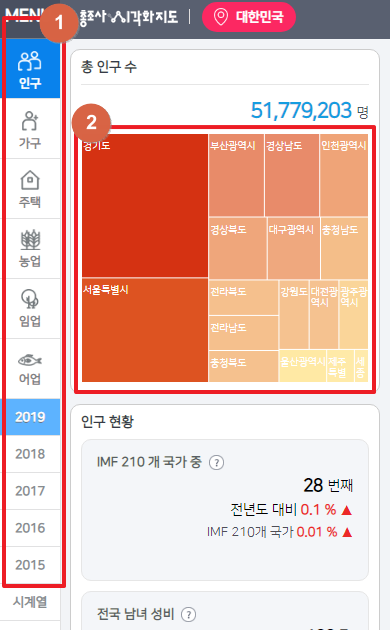 MENU
1
총조사 시각화지도
대한민국
인구
가구
주택
농업
임업
어업
2019
2018
2017
2016
2015
시계열
총 인구 수
51,779,203 명
2
경기도
부산광역시
경상남도
인천광역시
경상북도
대구광역시
충청남도
서울특별시
전라북도
강원도
대전광
역시
광주광
역시
전라남도
충청북도
울산광역시
제주
특별
세
종
인구 현황
IMF 210 개 국가 중 ?
28 번째
전년도 대비 0.1 % ▲
IMF 210개 국가 0.01 % ▲
전국 남녀 성비 ?